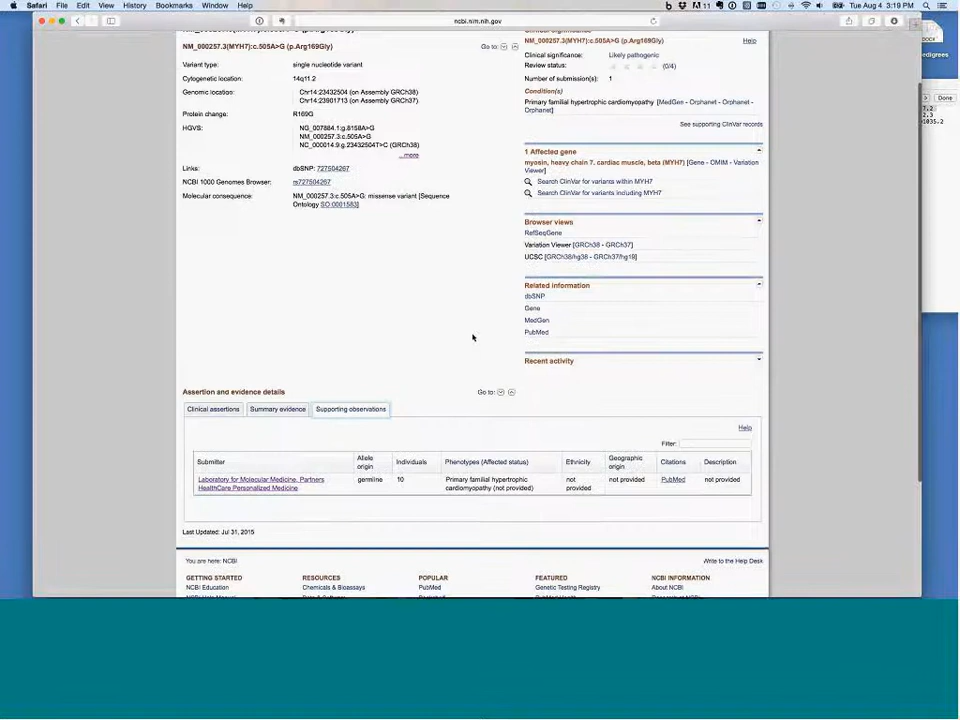 Safari File Edit View History Bookmarks Window Help
11
Tue Aug 4 3:19 PM
ncbi.nlm.nih.gov
DOCX
edigrees
Done
7.2
2.3
1035.2
NM_000257.3(MYH7):c.505A>G (p.Arg169Gly)
Go to:
Variant type: single nucleotide variant
Cytogenetic location: 14q11.2
Genomic location: Chr14:23432504 (on Assembly GRCh38)
Chr14:23901713 (on Assembly GRCh37)
Protein change: R169G
HGVS: NG_007884.1:g.8158A>G
NM_000257.3:c.505A>G
NC_000014.9:g.23432504T>C (GRCh38)
...more
Links: dbSNP: 727504267
NCBI 1000 Genomes Browser: rs727504267
Molecular consequence: NM_000257.3:c.505A>G: missense variant [Sequence
Ontology SO:0001583]
NM_000257.3(MYH7):c.505A>G (p.Arg169Gly)
Help
Clinical significance: Likely pathogenic
Review status: (0/4)
Number of submission(s): 1
Condition(s)
Primary familial hypertrophic cardiomyopathy [MedGen - Orphanet - Orphanet -
Orphanet]
See supporting ClinVar records
1 Affected gene
myosin, heavy chain 7, cardiac muscle, beta (MYH7) [Gene - OMIM - Variation
Viewer]
Search ClinVar for variants within MYH7
Search ClinVar for variants including MYH7
Browser views
RefSeqGene
Variation Viewer [GRCh38 - GRCh37]
UCSC [GRCh38/hg38 - GRCh37/hg19]
Related information
dbSNP
Gene
MedGen
PubMed
Recent activity
Assertion and evidence details
Go to:
Clinical assertions Summary evidence Supporting observations
Help
Filter:
Submitter Allele origin Individuals Phenotypes (Affected status) Ethnicity Geographic origin Citations Description
Laboratory for Molecular Medicine, Partners HealthCare Personalized Medicine germline 10 Primary familial hypertrophic cardiomyopathy (not provided) not provided not provided PubMed not provided
Last Updated: Jul 31, 2015
You are here: NCBI
Write to the Help Desk
GETTING STARTED RESOURCES POPULAR FEATURED NCBI INFORMATION
NCBI Education Chemicals & Bioassays PubMed Genetic Testing Registry About NCBI